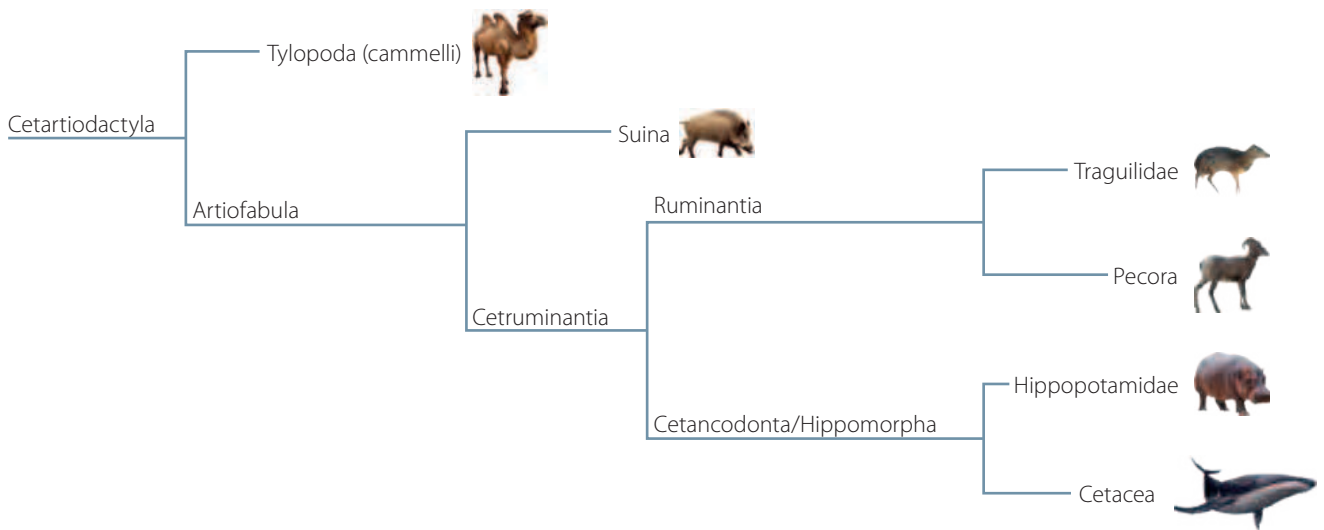 Tylopoda (cammelli)
Cetartiodactyla
Suina
Traguilidae
Artiofabula
Ruminantia
Pecora
Cetruminantia
Hippopotamidae
Cetancodonta/Hippomorpha
Cetacea